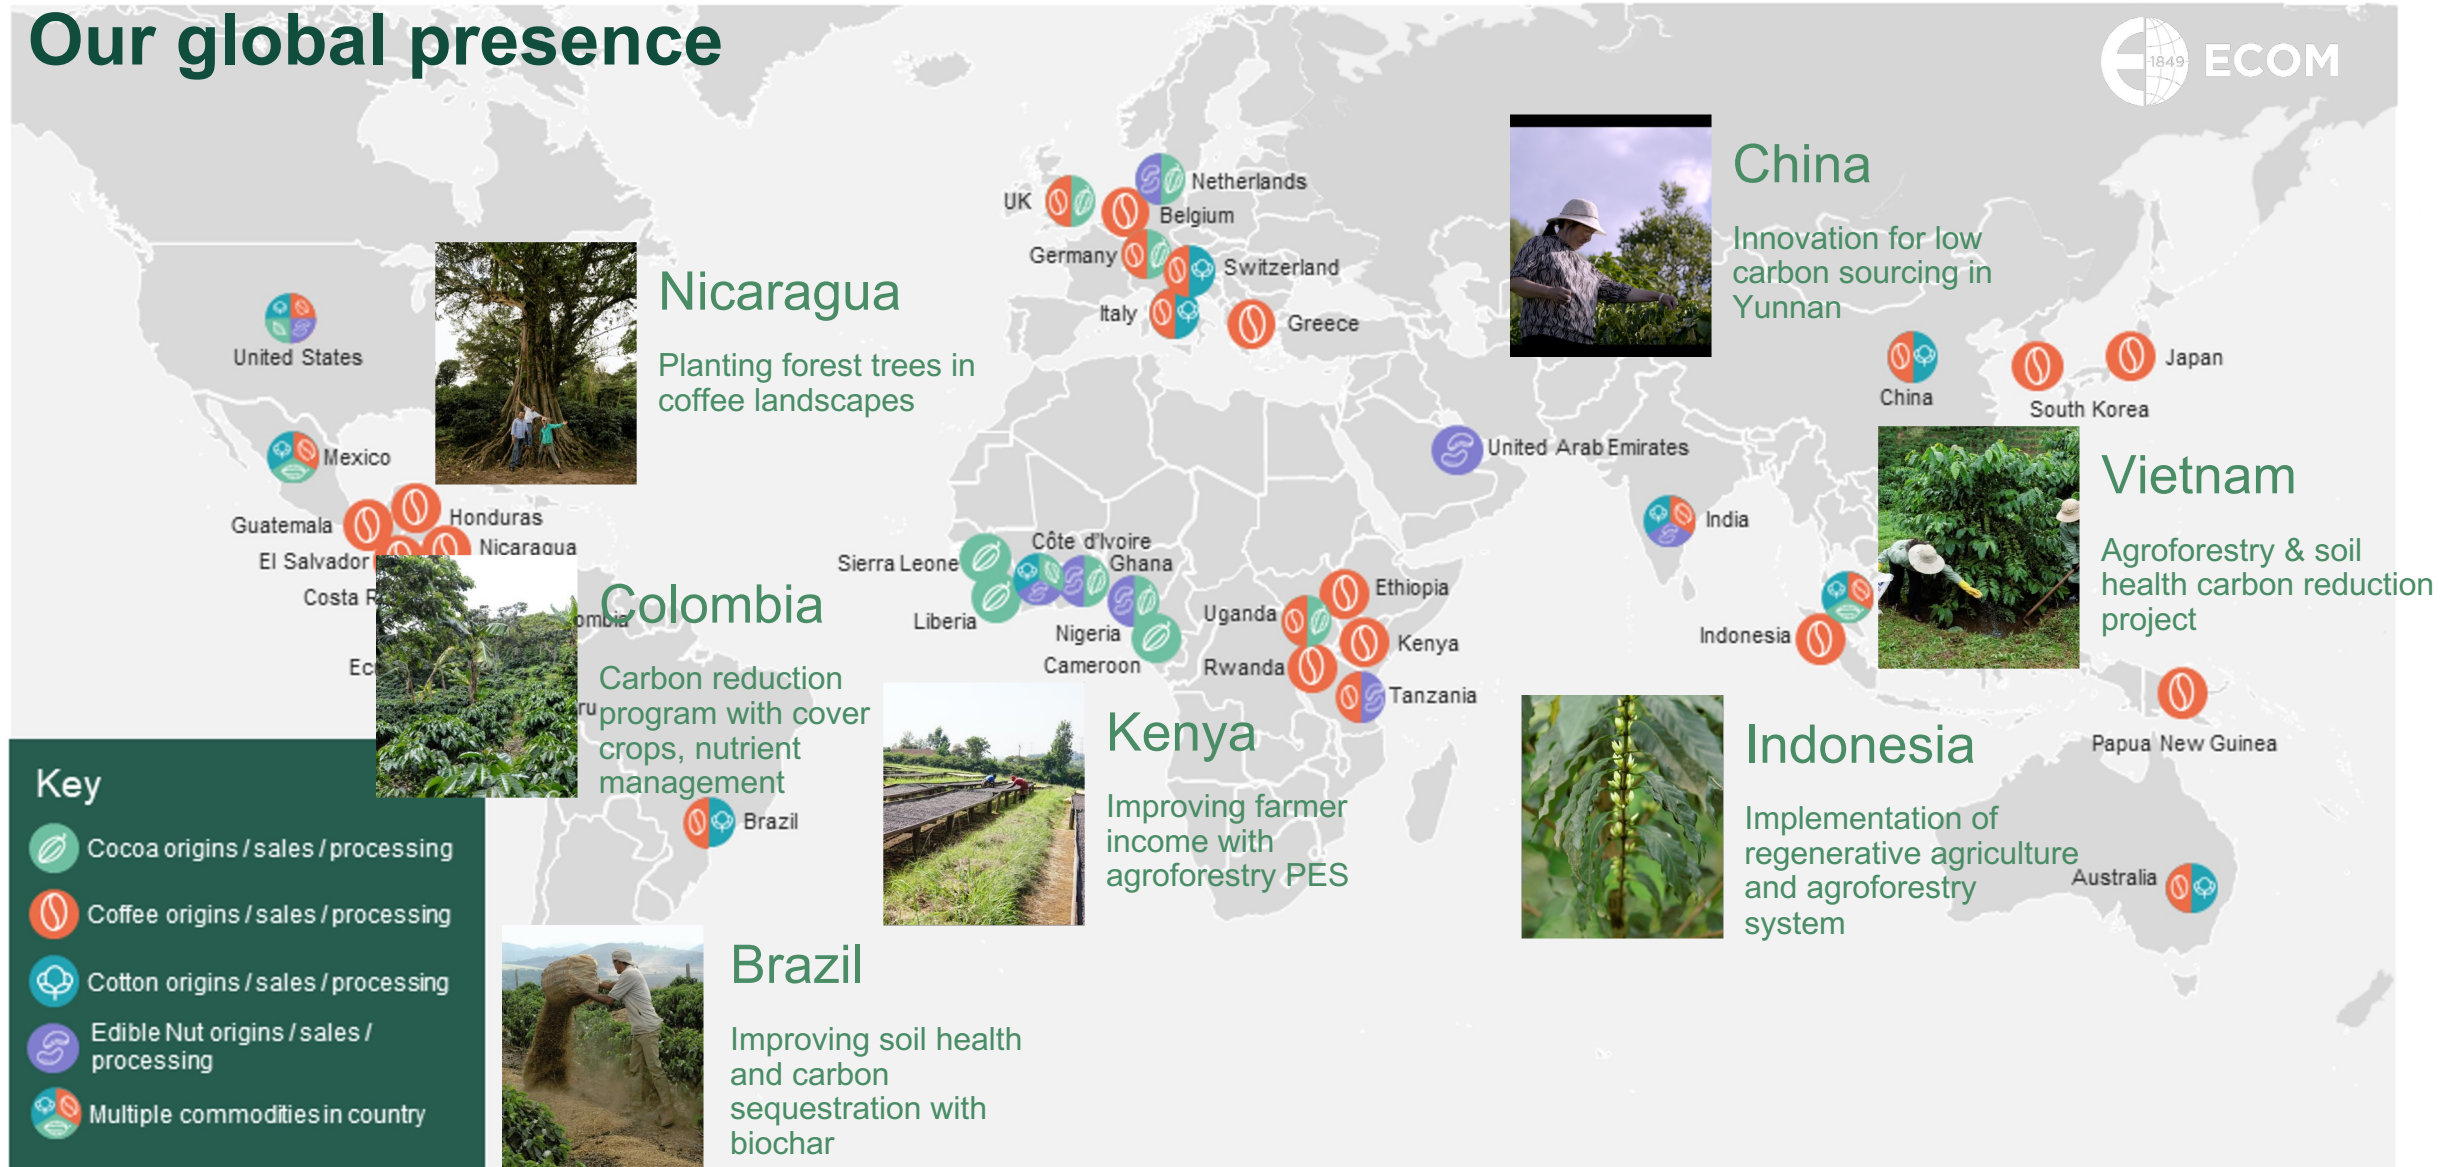 Our global presence
1849
ECOM
China
Innovation for low
carbon sourcing in
Yunnan
Nicaragua
Planting forest trees in
coffee landscapes
Vietnam
Agroforestry & soil
health carbon reduction
project
Colombia
Carbon reduction
program with cover
crops, nutrient
management
Kenya
Improving farmer
income with
agroforestry PES
Indonesia
Implementation of
regenerative agriculture
and agroforestry
system
Brazil
Improving soil health
and carbon
sequestration with
biochar
United States
Mexico
Guatemala
Honduras
El Salvador
Nicaragua
Costa R
ombia
Ec
ru
Brazil
UK
Netherlands
Belgium
Germany
Switzerland
Italy
Greece
Sierra Leone
Côte d'Ivoire
Ghana
Liberia
Nigeria
Cameroon
Uganda
Ethiopia
Kenya
Rwanda
Tanzania
United Arab Emirates
India
China
South Korea
Japan
Indonesia
Papua New Guinea
Australia
Key
Cocoa origins / sales / processing
Coffee origins / sales / processing
Cotton origins / sales / processing
Edible Nut origins / sales /
processing
Multiple commodities in country